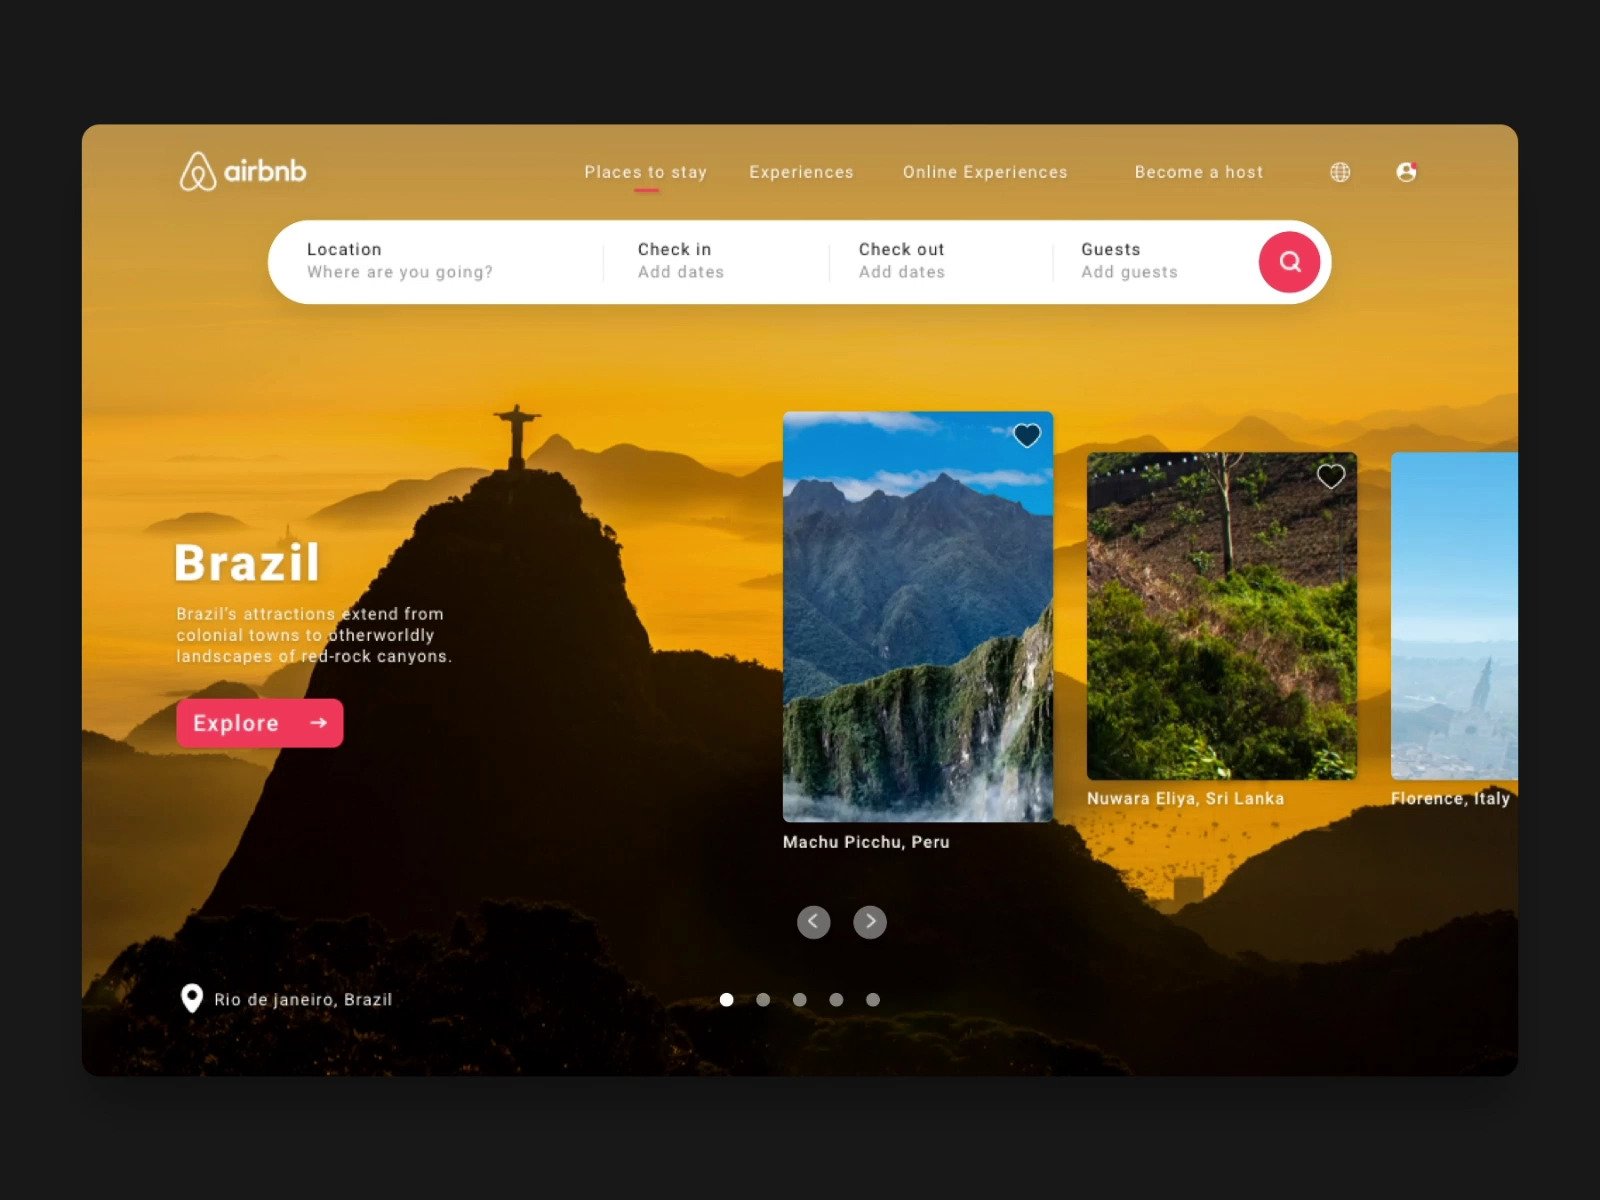 airbnb
Places to stay
Experiences
Online Experiences
Become a host
Location
Where are you going?
Check in
Add dates
Check out
Add dates
Guests
Add guests
Brazil
Brazil's attractions extend from
colonial towns to otherworldly
landscapes of red-rock canyons.
Explore
Machu Picchu, Peru
Nuwara Eliya, Sri Lanka
Florence, Italy
Rio de janeiro, Brazil